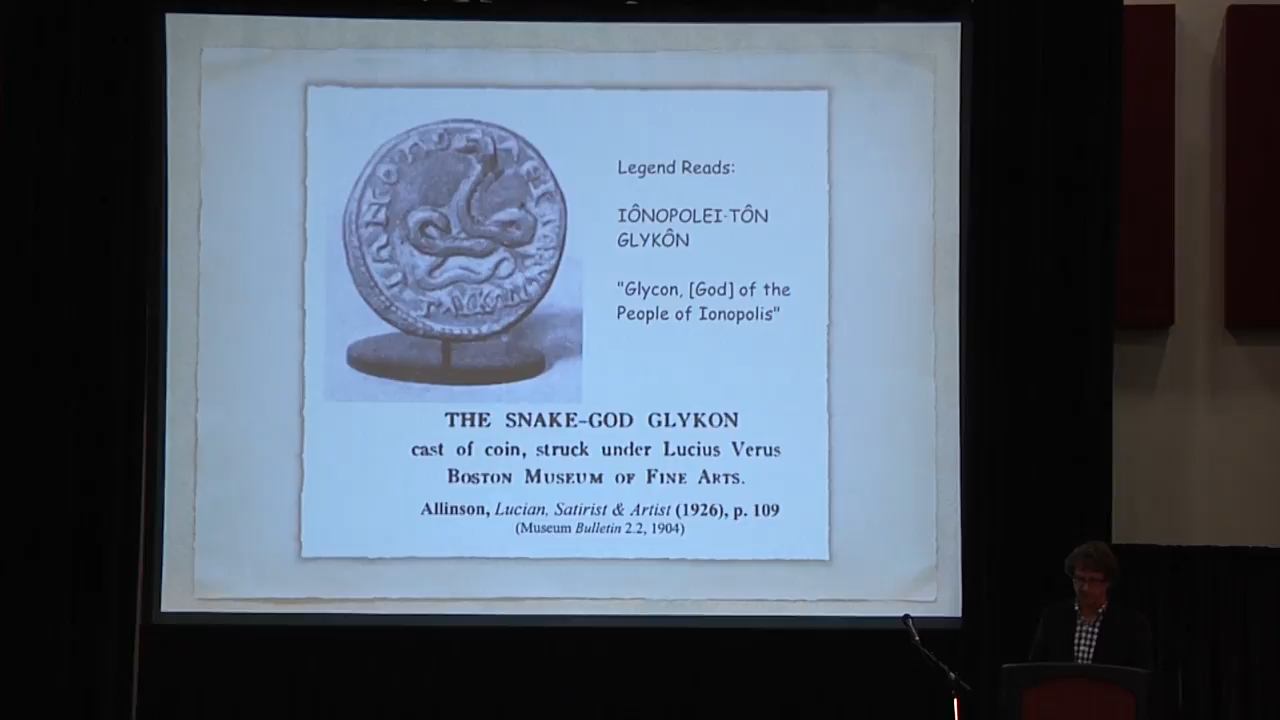 Legend Reads:
IÔNOPOLEI-TÔN
GLYKÔN
"Glycon, [God] of the
People of Ionopolis"
THE SNAKE-GOD GLYKON
cast of coin, struck under Lucius Verus
BOSTON MUSEUM OF FINE ARTS.
Allinson, Lucian, Satirist & Artist (1926), p. 109
(Museum Bulletin 2.2, 1904)